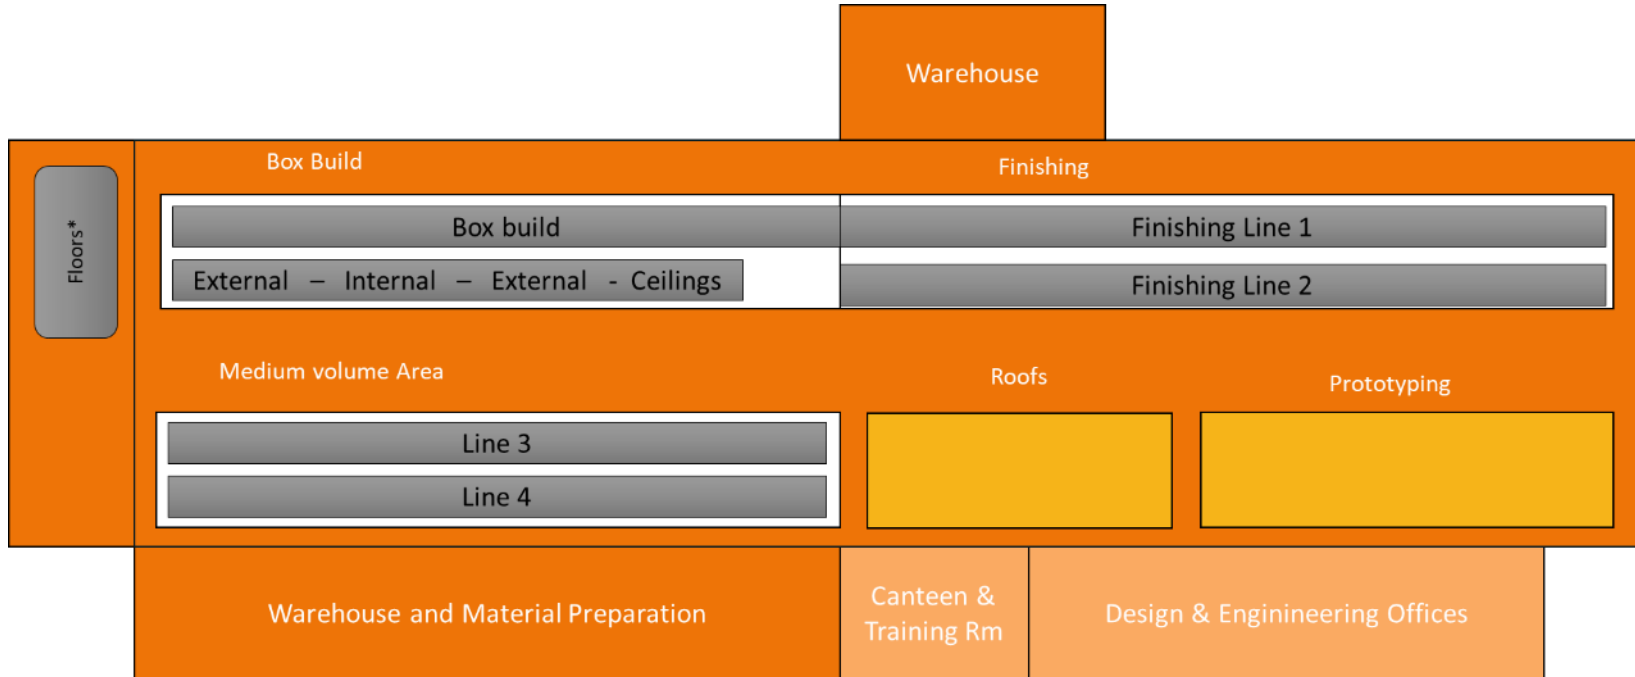 Warehouse
Box Build
Finishing
Floors*
Box build
Finishing Line 1
External – Internal – External - Ceilings
Finishing Line 2
Medium volume Area
Roofs
Prototyping
Line 3
Line 4
Warehouse and Material Preparation
Canteen &
Training Rm
Design & Enginineering Offices